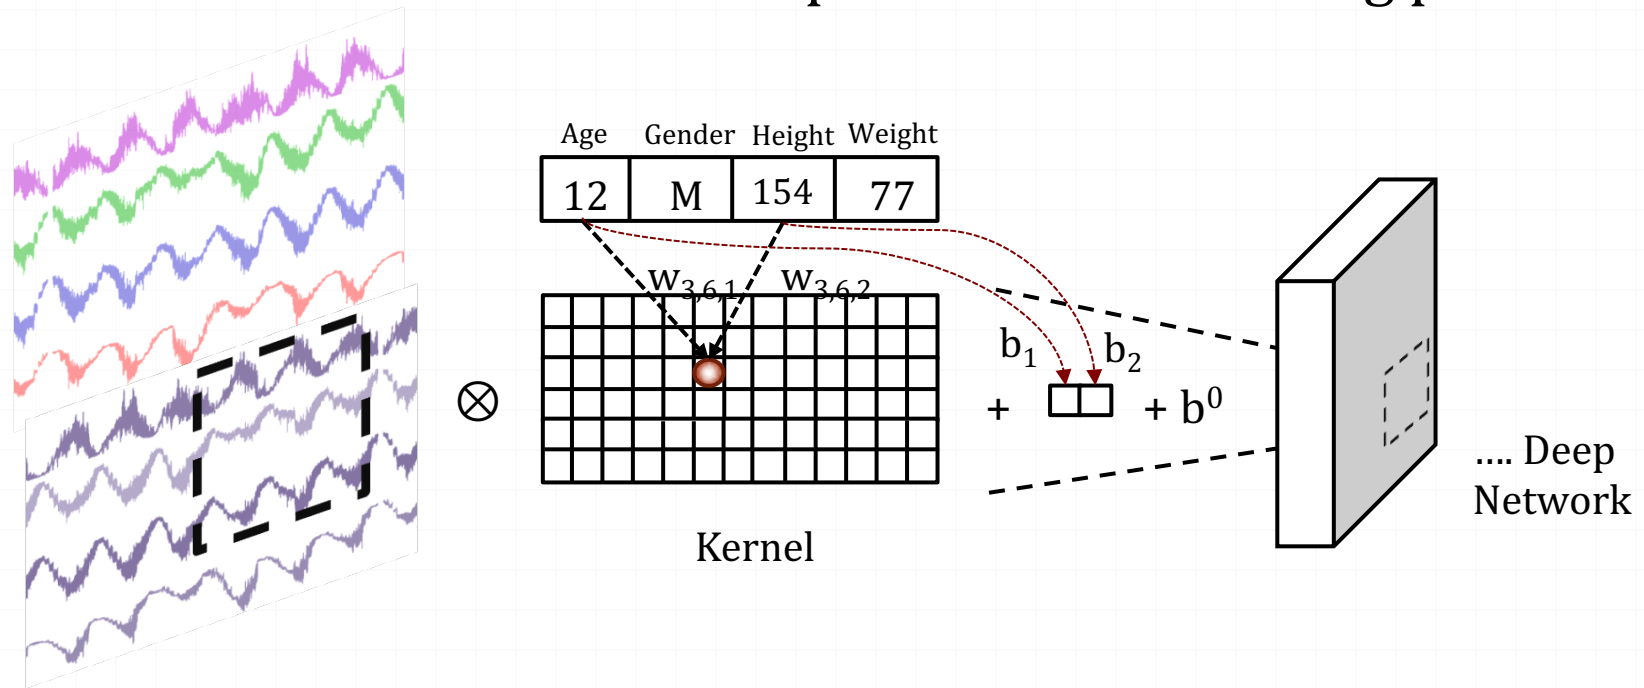 Age Gender Height Weight
12 M 154 77
w3,6,1 w3,6,2
b1 b2
+ + b⁰
.... Deep
Network
Kernel